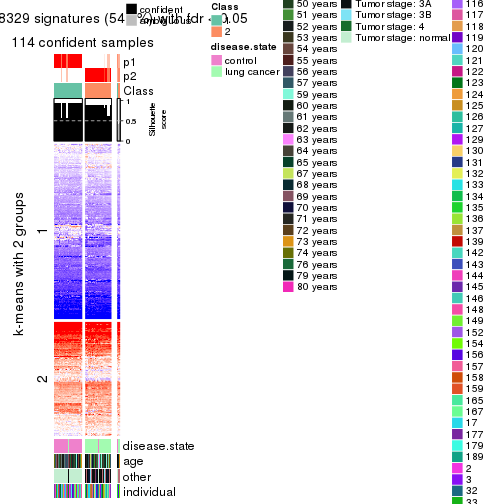 8329 signatures (54
with fdr
0.05
114 confident samples
confident
p1
p2
Class
1
0.5
0
Silhouette
score
k-means with 2 groups
1
2
disease.state
age
other
individual
Class
2
disease.state
control
lung cancer
50 years
51 years
52 years
53 years
54 years
55 years
56 years
57 years
59 years
60 years
61 years
62 years
63 years
64 years
65 years
67 years
68 years
69 years
70 years
71 years
72 years
73 years
74 years
76 years
79 years
80 years
Tumor stage: 3A
Tumor stage: 3B
Tumor stage: 4
Tumor stage: normal
116
117
118
119
120
121
122
123
124
125
126
127
129
130
131
132
133
134
135
136
137
139
142
143
144
145
146
148
149
152
154
156
157
158
159
165
167
17
177
179
189
2
3
32
33